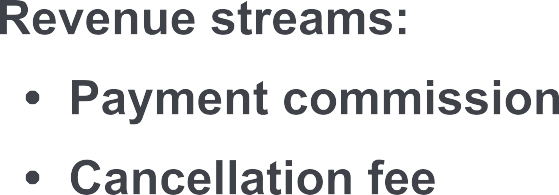 Revenue streams:
• Payment commission
• Cancellation fee